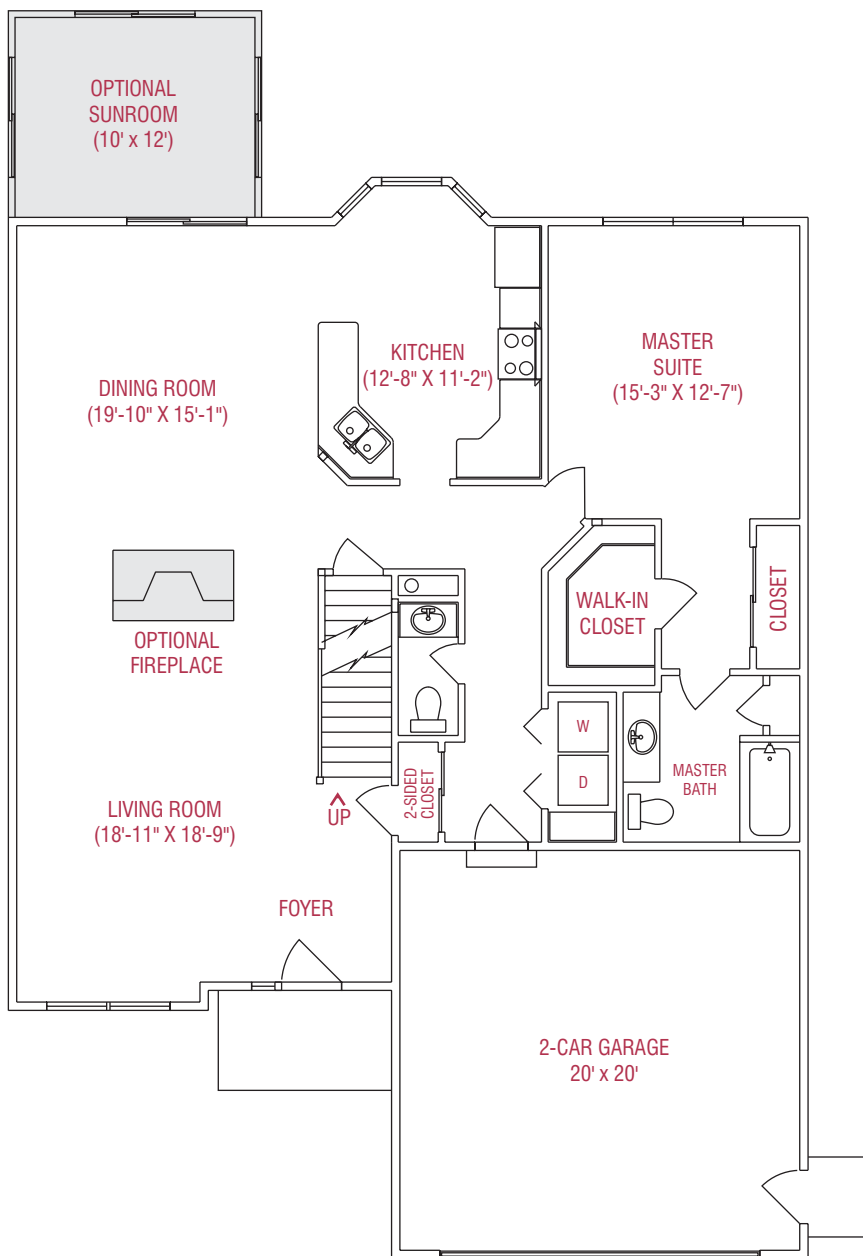 OPTIONAL
SUNROOM
(10' x 12')
KITCHEN
(12'-8" X 11'-2")
MASTER
SUITE
(15'-3" X 12'-7")
DINING ROOM
(19'-10" X 15'-1")
OPTIONAL
FIREPLACE
WALK-IN
CLOSET
CLOSET
W
D
MASTER
BATH
2-SIDED
CLOSET
UP
LIVING ROOM
(18'-11" X 18'-9")
FOYER
2-CAR GARAGE
20' x 20'